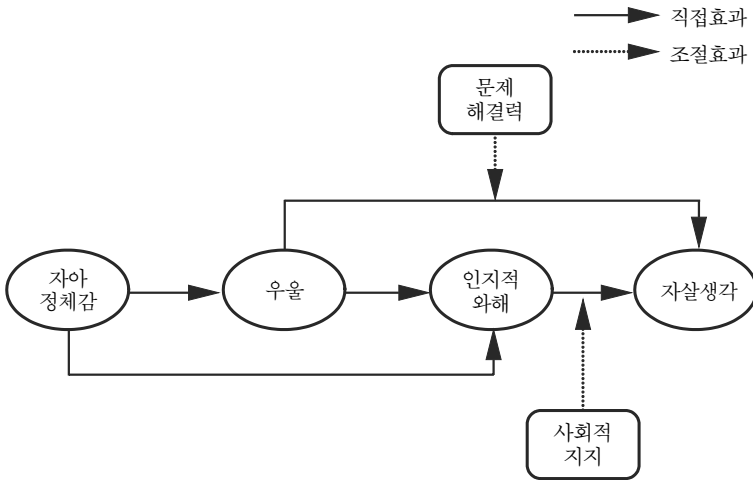 직접효과
조절효과
문제
해결력
자아
정체감
우울
인지적
와해
자살생각
사회적
지지